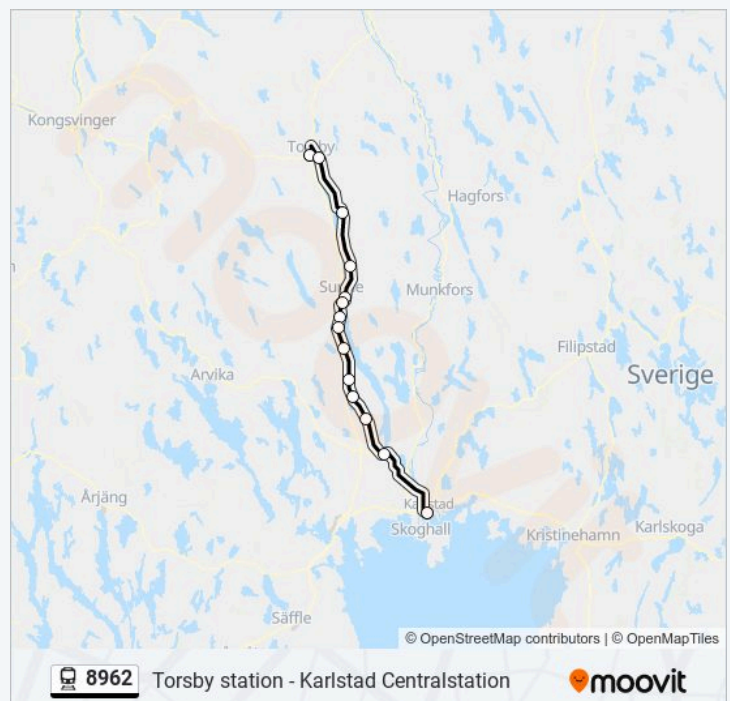 Kongsvinger
Hagfors
Munkfors
Filipstad
Sverige
Arvika
Årjäng
Skoghall
Kristinehamn
Karlskoga
Säffle
© OpenStreetMap contributors | © OpenMapTiles
8962 Torsby station - Karlstad Centralstation moovit